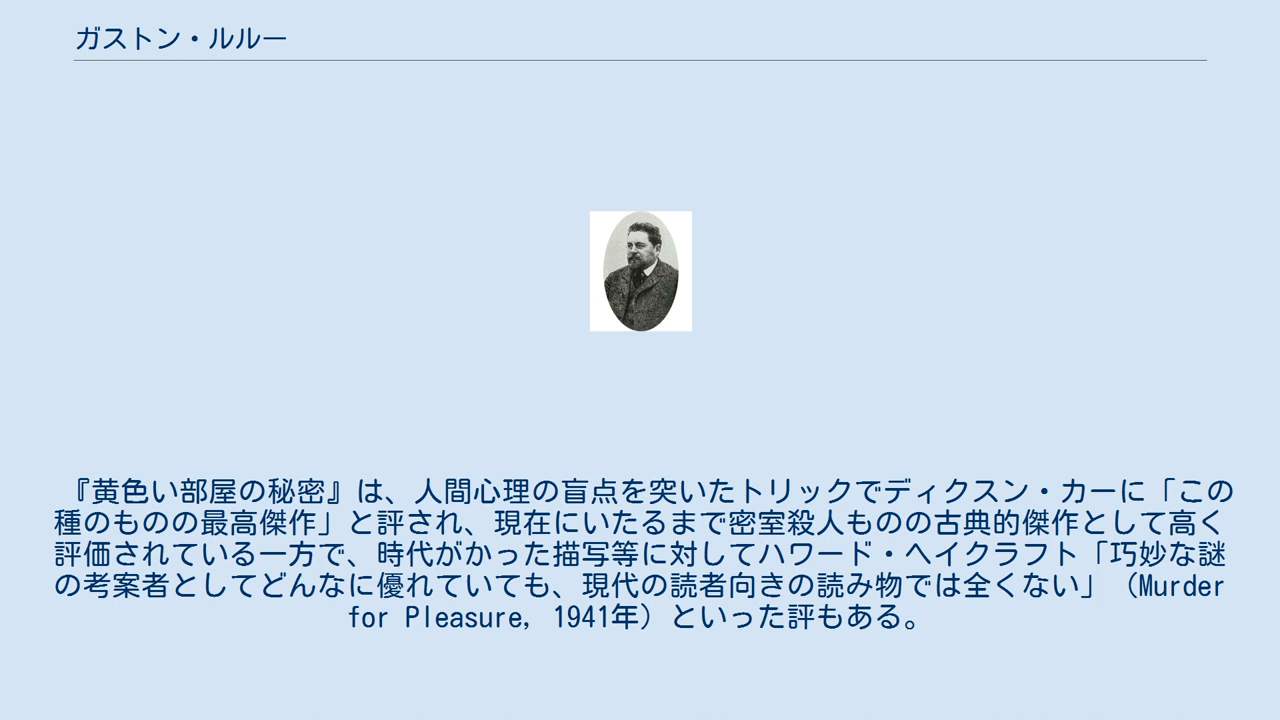 ガストン・ルルー
『黄色い部屋の秘密』は、人間心理の盲点を突いたトリックでディクスン・カーに「この
種のものの最高傑作」と評され、現在にいたるまで密室殺人ものの古典的傑作として高く
評価されている一方で、時代がかった描写等に対してハワード・ヘイクラフト「巧妙な謎
の考案者としてどんなに優れていても、現代の読者向きの読み物では全くない」（Murder
for Pleasure, 1941年）といった評もある。